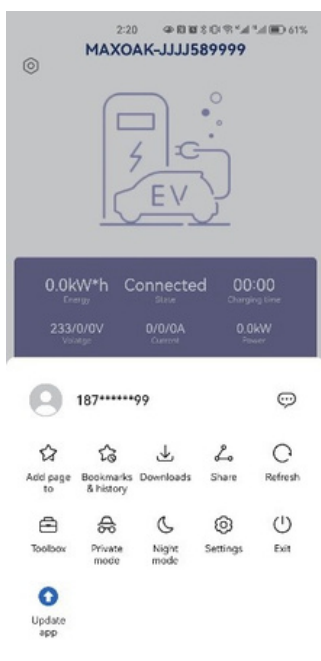 2:20
61%
MAXOAK-JJJJ589999
EV
0.0kW*h Connected 00:00
Energy Status Charging time
233/0/0V 0/0/0A 0.0kW
Voltage Current Power
187******99
Add page Bookmarks Downloads Share Refresh
to & history
Toolbox Private Night Settings Exit
mode mode
Update
app